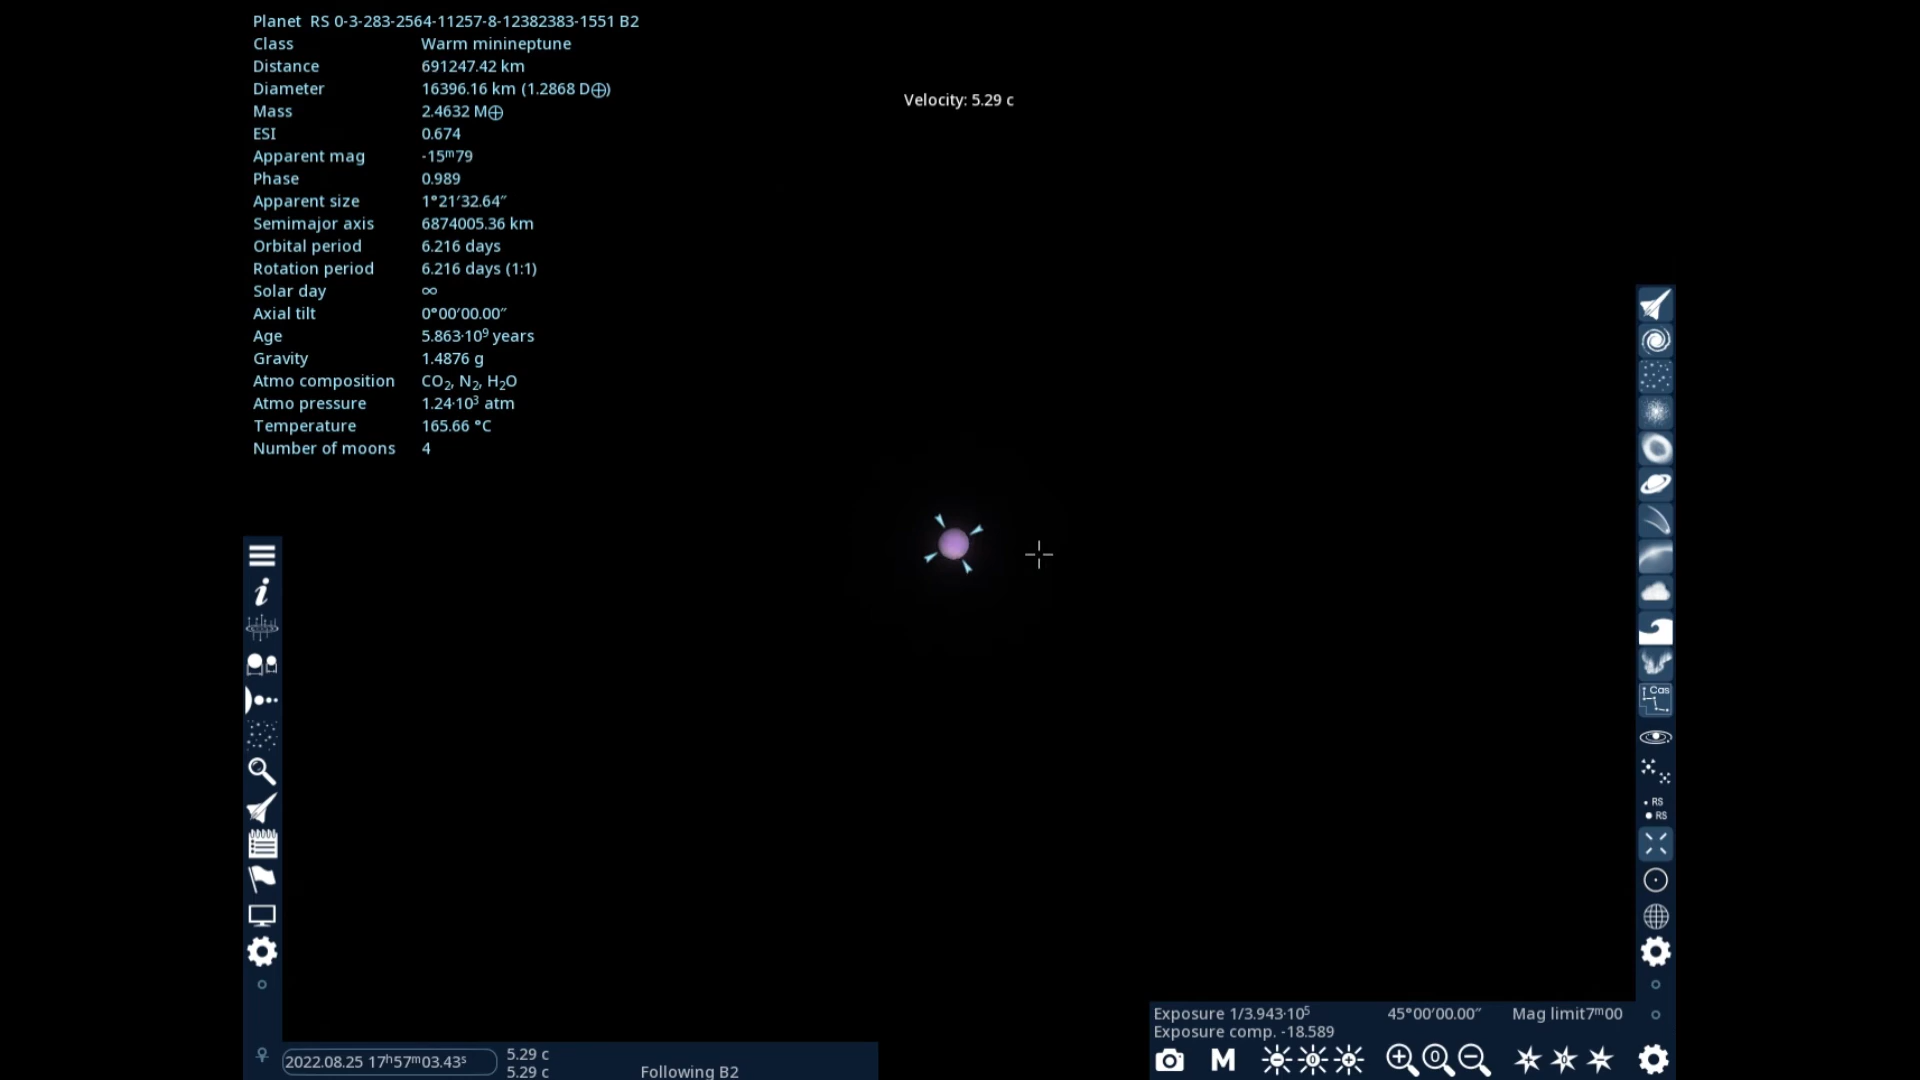 Planet RS 0-3-283-2564-11257-8-12382383-1551 B2
Class Warm minineptune
Distance 691247.42 km
Diameter 16396.16 km (1.2868 D⊕)
Mass 2.4632 M⊕
ESI 0.674
Apparent mag -15ᵐ79
Phase 0.989
Apparent size 1°21′32.64″
Semimajor axis 6874005.36 km
Orbital period 6.216 days
Rotation period 6.216 days (1:1)
Solar day ∞
Axial tilt 0°00′00.00″
Age 5.863·10⁹ years
Gravity 1.4876 g
Atmo composition CO₂, N₂, H₂O
Atmo pressure 1.24·10³ atm
Temperature 165.66 °C
Number of moons 4
Velocity: 5.29 c
Cas
RS
RS
Exposure 1/3.943·10⁵ 45°00′00.00″ Mag limit7ᵐ00
Exposure comp. -18.589
M 0 0 0
2022.08.25 17ʰ57ᵐ03.43ˢ
5.29 c
5.29 c
Following B2